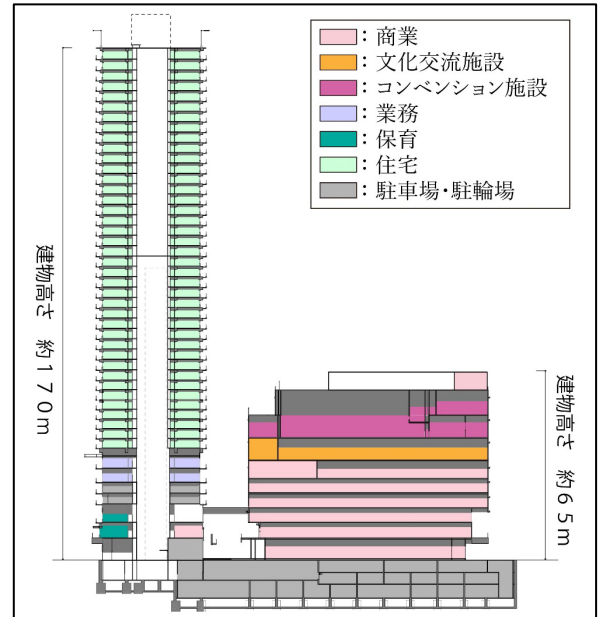 ：商業
：文化交流施設
：コンベンション施設
：業務
：保育
：住宅
：駐車場・駐輪場
建物高さ　約１７０ｍ
建物高さ　約６５ｍ